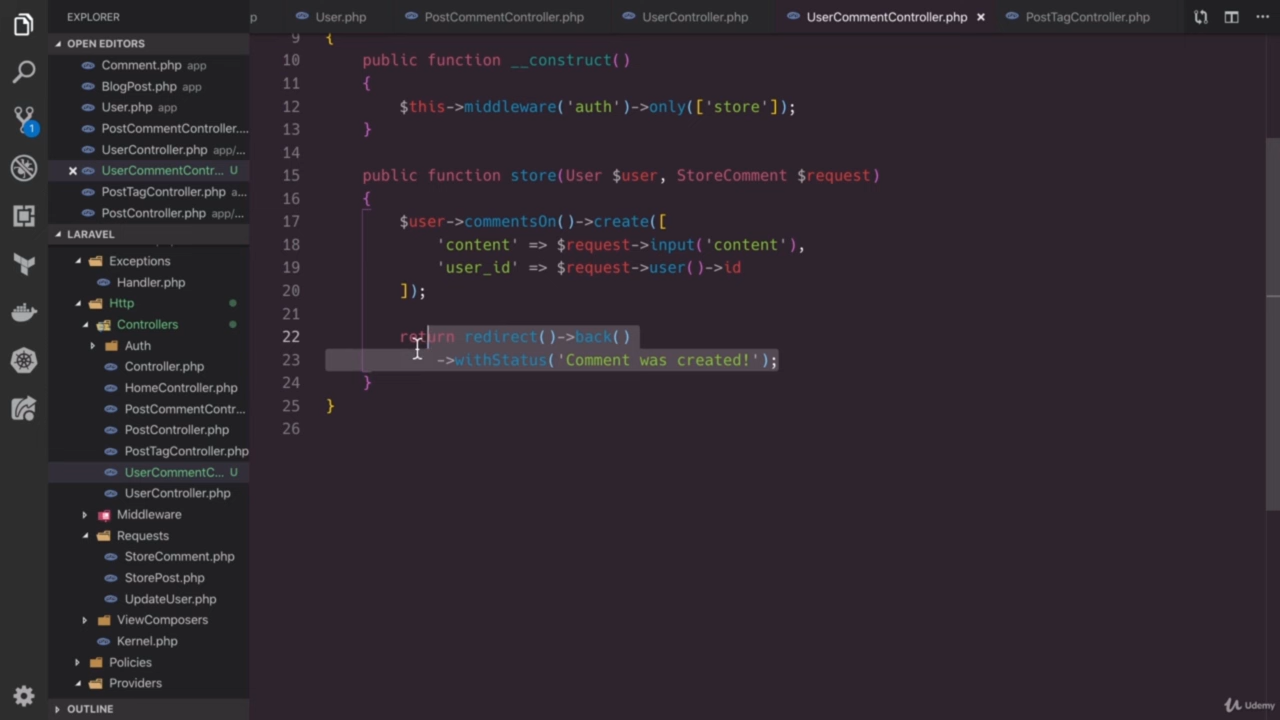 EXPLORER
p
User.php
PostCommentController.php
UserController.php
UserCommentController.php
PostTagController.php
OPEN EDITORS
Comment.php app
BlogPost.php app
User.php app
PostCommentController....
UserController.php app/...
UserCommentContr... U
PostTagController.php a...
PostController.php app/...
LARAVEL
Exceptions
Handler.php
Http
Controllers
Auth
Controller.php
HomeController.php
PostCommentContr...
PostController.php
PostTagController.php
UserCommentC... U
UserController.php
Middleware
Requests
StoreComment.php
StorePost.php
UpdateUser.php
ViewComposers
Kernel.php
Policies
Providers
OUTLINE
1
9 {
10 public function __construct()
11 {
12 $this->middleware('auth')->only(['store']);
13 }
14
15 public function store(User $user, StoreComment $request)
16 {
17 $user->commentsOn()->create([
18 'content' => $request->input('content'),
19 'user_id' => $request->user()->id
20 ]);
21
22 return redirect()->back()
23 ->withStatus('Comment was created!');
24 }
25 }
26
Udemy